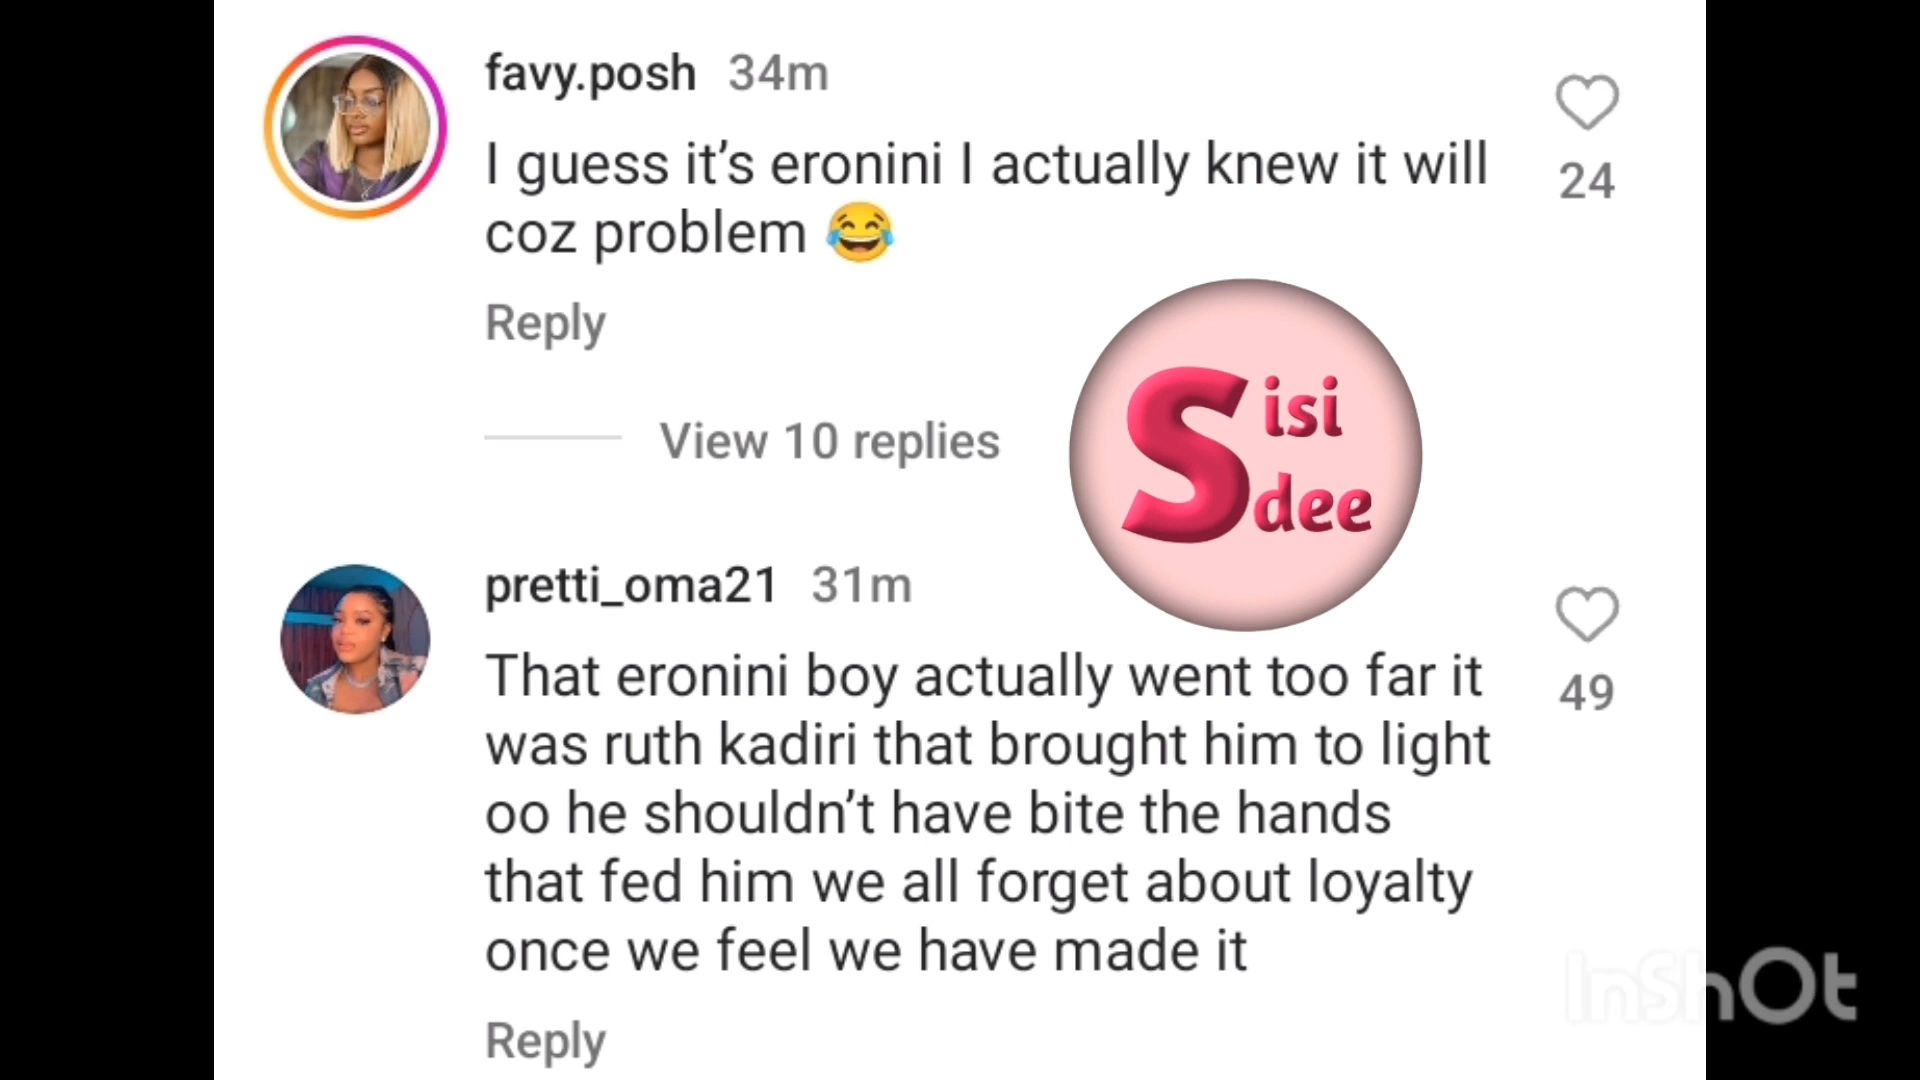 favy.posh 34m
I guess it's eronini I actually knew it will
coz problem 😂
24
Reply
View 10 replies
Sisi
dee
pretti_oma21 31m
That eronini boy actually went too far it
was ruth kadiri that brought him to light
oo he shouldn't have bite the hands
that fed him we all forget about loyalty
once we feel we have made it
49
Reply
InShOt